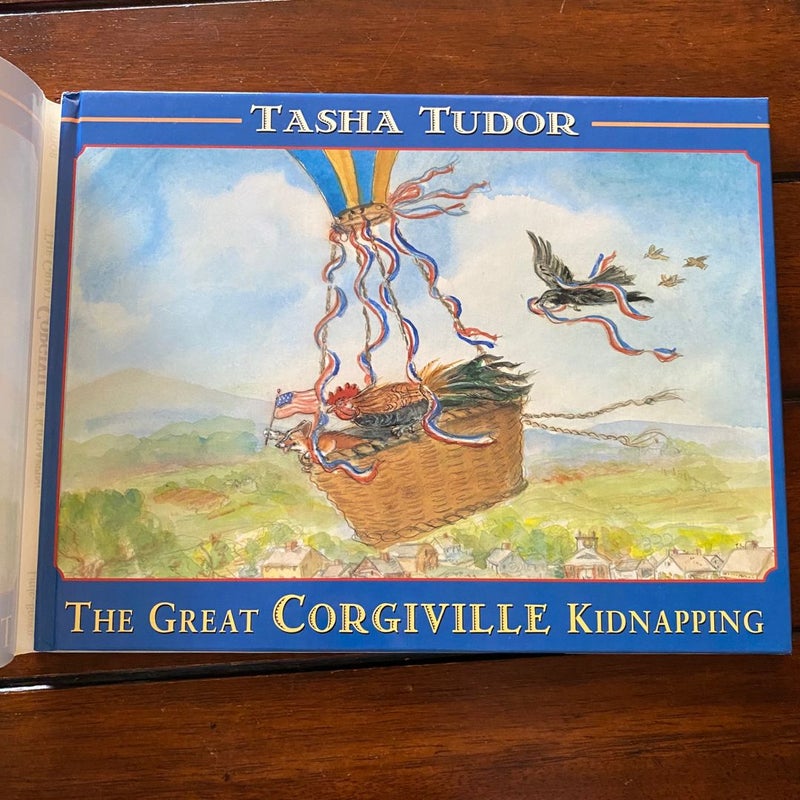 TASHA TUDOR
THE GREAT CORGIVILLE KIDNAPPING